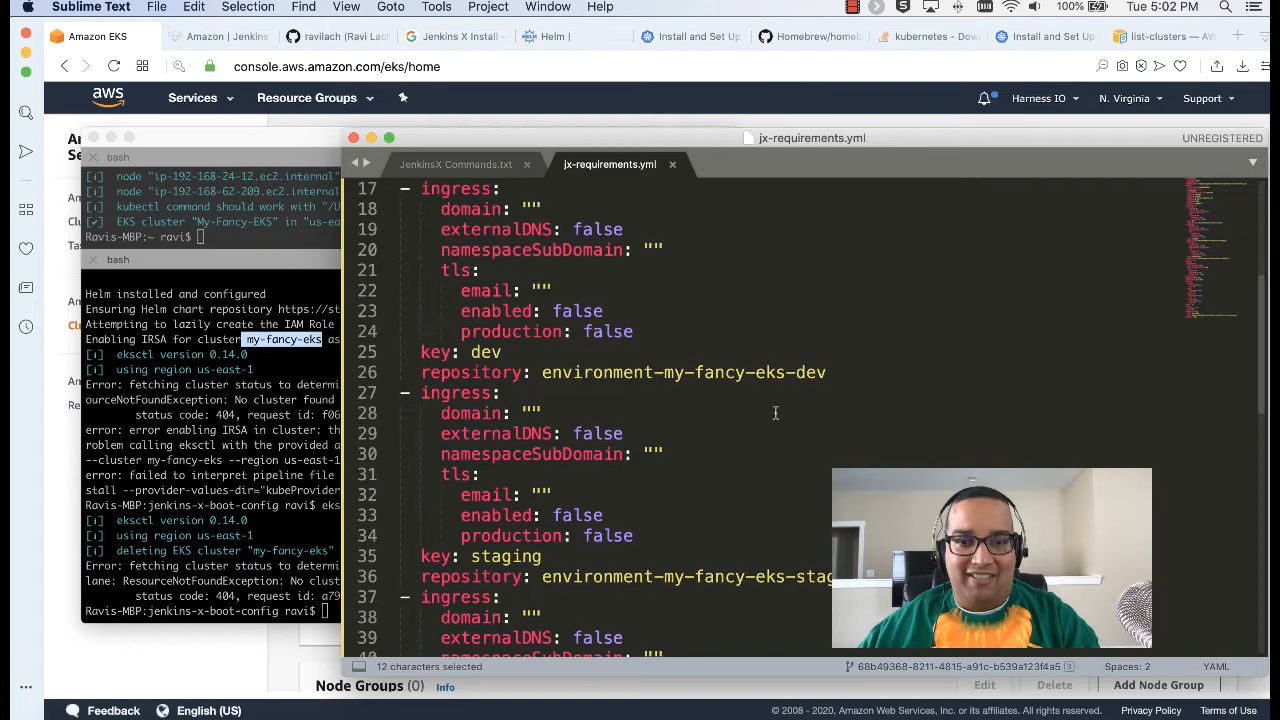 Sublime Text File Edit Selection Find View Goto Tools Project Window Help 100% Tue 5:02 PM
Amazon EKS Amazon | Jenkins ravilach (Ravi Lac Jenkins X Install - Helm | Install and Set Up Homebrew/homeb kubernetes - Dow Install and Set Up list-clusters — AW
console.aws.amazon.com/eks/home
aws Services Resource Groups Harness IO N. Virginia Support
jx-requirements.yml UNREGISTERED
bash
JenkinsX Commands.txt jx-requirements.yml
[ℹ] node "ip-192-168-24-12.ec2.internal"
[ℹ] node "ip-192-168-62-209.ec2.internal
[ℹ] kubectl command should work with "/U
[✔] EKS cluster "My-Fancy-EKS" in "us-ea
Ravis-MBP:~ ravi$
bash
Helm installed and configured
Ensuring Helm chart repository https://st
Attempting to lazily create the IAM Role
Enabling IRSA for cluster my-fancy-eks as
[ℹ] eksctl version 0.14.0
[ℹ] using region us-east-1
Error: fetching cluster status to determi
ourceNotFoundException: No cluster found
status code: 404, request id: f06
error: error enabling IRSA in cluster: th
roblem calling eksctl with the provided a
--cluster my-fancy-eks --region us-east-1
error: failed to interpret pipeline file
stall --provider-values-dir="kubeProvider
Ravis-MBP:jenkins-x-boot-config ravi$ eks
[ℹ] eksctl version 0.14.0
[ℹ] using region us-east-1
[ℹ] deleting EKS cluster "my-fancy-eks"
Error: fetching cluster status to determi
lane: ResourceNotFoundException: No clust
status code: 404, request id: a79
Ravis-MBP:jenkins-x-boot-config ravi$
17 - ingress:
18 domain: ""
19 externalDNS: false
20 namespaceSubDomain: ""
21 tls:
22 email: ""
23 enabled: false
24 production: false
25 key: dev
26 repository: environment-my-fancy-eks-dev
27 - ingress:
28 domain: ""
29 externalDNS: false
30 namespaceSubDomain: ""
31 tls:
32 email: ""
33 enabled: false
34 production: false
35 key: staging
36 repository: environment-my-fancy-eks-stag
37 - ingress:
38 domain: ""
39 externalDNS: false
40 namespaceSubDomain: ""
12 characters selected 68b49368-8211-4815-a91c-b539a123f4a5 3 Spaces: 2 YAML
Node Groups (0) Info Edit Delete Add Node Group
Feedback English (US) © 2008 - 2020, Amazon Web Services, Inc. or its affiliates. All rights reserved. Privacy Policy Terms of Use